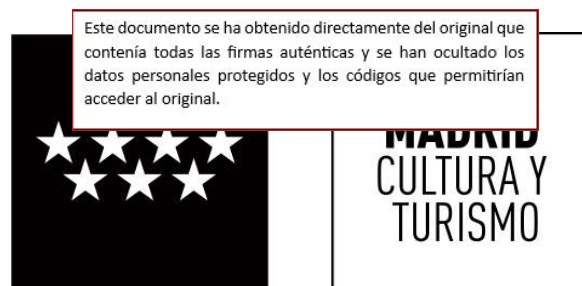 Este documento se ha obtenido directamente del original que
contenía todas las firmas auténticas y se han ocultado los
datos personales protegidos y los códigos que permitirían
acceder al original.
MADRID
CULTURA Y
TURISMO